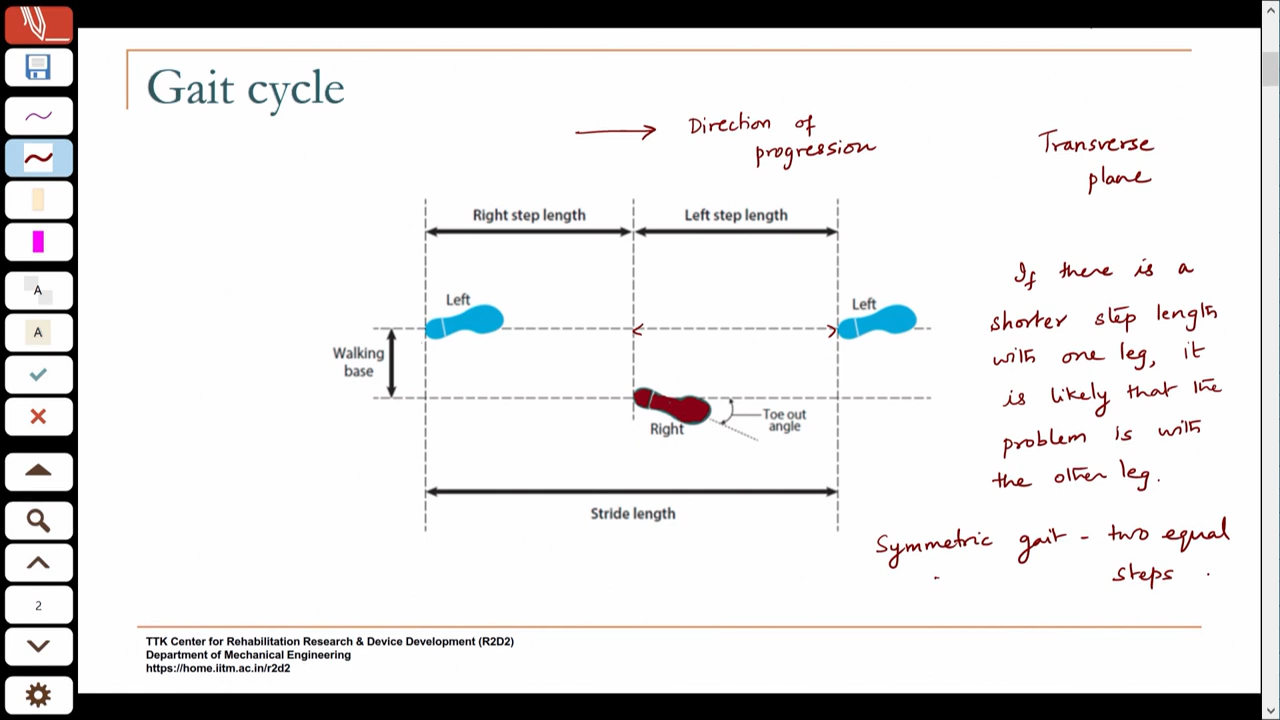 Gait cycle
Direction of
progression
Transverse
plane
Right step length
Left step length
Left
Left
Walking
base
Right
Toe out
angle
Stride length
If there is a
shorter step length
with one leg, it
is likely that the
problem is with
the other leg.
Symmetric gait - two equal
steps .
TTK Center for Rehabilitation Research & Device Development (R2D2)
Department of Mechanical Engineering
https://home.iitm.ac.in/r2d2
A
A
2